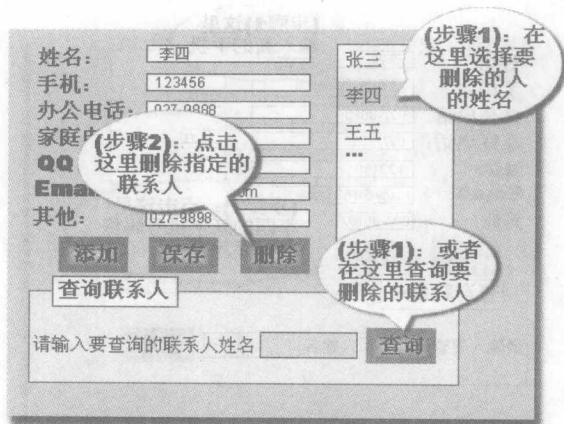 姓名： 李四
手机： 123456
办公电话： 027-9888
家庭
QQ
Email
其他： 027-9898
添加 保存 删除
张三
李四
王五
...
(步骤1)：在
这里选择要
删除的人
的姓名
(步骤2)：点击
这里删除指定的
联系人
(步骤1)：或者
在这里查询要
删除的联系人
查询联系人
请输入要查询的联系人姓名 查询